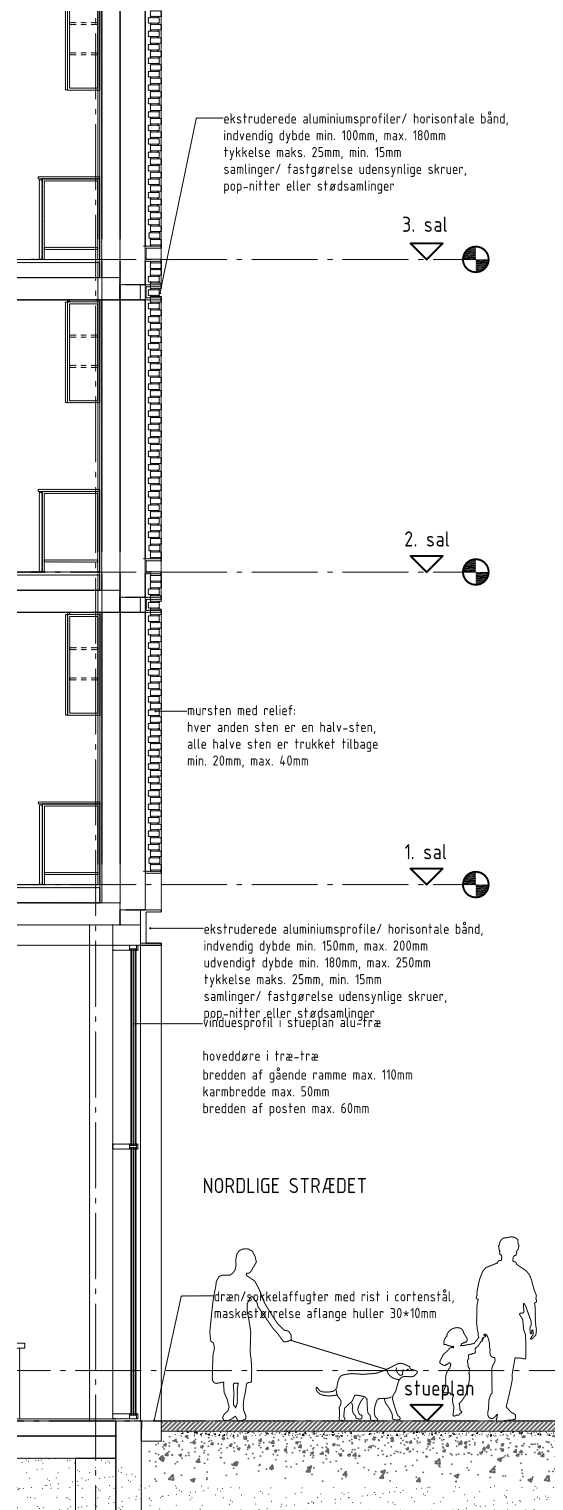 ekstruderede aluminiumsprofiler/ horisontale bånd,
indvendig dybde min. 100mm, max. 180mm
tykkelse maks. 25mm, min. 15mm
samlinger/ fastgørelse udensynlige skruer,
pop-nitter eller stødsamlinger
3. sal
2. sal
mursten med relief:
hver anden sten er en halv-sten,
alle halve sten er trukket tilbage
min. 20mm, max. 40mm
1. sal
ekstruderede aluminiumsprofile/ horisontale bånd,
indvendig dybde min. 150mm, max. 200mm
udvendigt dybde min. 180mm, max. 250mm
tykkelse maks. 25mm, min. 15mm
samlinger/ fastgørelse udensynlige skruer,
pop-nitter eller stødsamlinger
vinduesprofil i stueplan alu-træ
hoveddøre i træ-træ
bredden af gående ramme max. 110mm
karmbredde max. 50mm
bredden af posten max. 60mm
NORDLIGE STRÆDET
dræn/sokkelaffugter med rist i cortenstål,
maskestørrelse aflange huller 30*10mm
stueplan